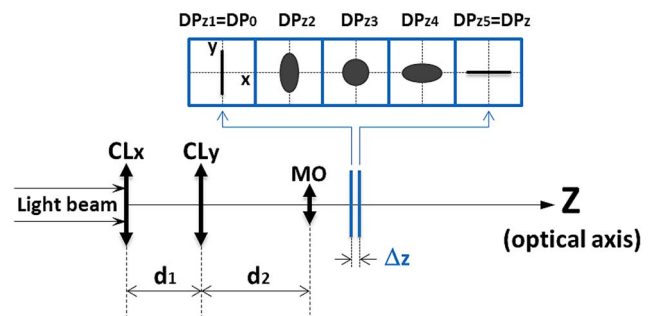 DPz1=DP0 DPz2 DPz3 DPz4 DPz5=DPz
y
x
CLx CLy MO
Light beam
Z
(optical axis)
Δz
d1 d2